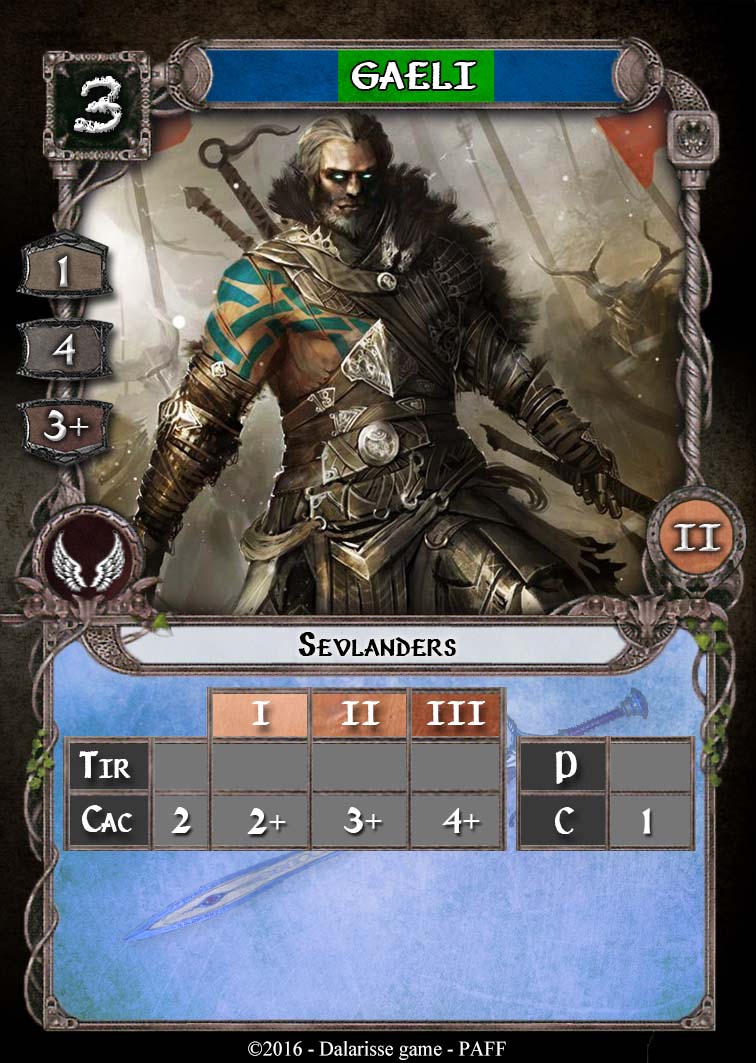 3
GAELI
1
4
3+
II
Sevlanders
I II III
Tir
Cac 2 2+ 3+ 4+
P
C 1
©2016 - Dalarisse game - PAFF